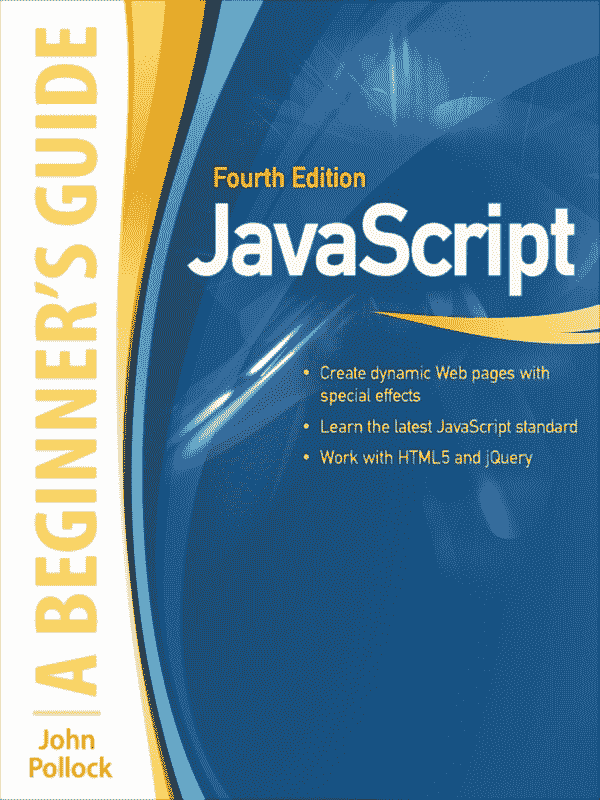 A BEGINNER'S GUIDE
John
Pollock
Fourth Edition
JavaScript
• Create dynamic Web pages with
special effects
• Learn the latest JavaScript standard
• Work with HTML5 and jQuery